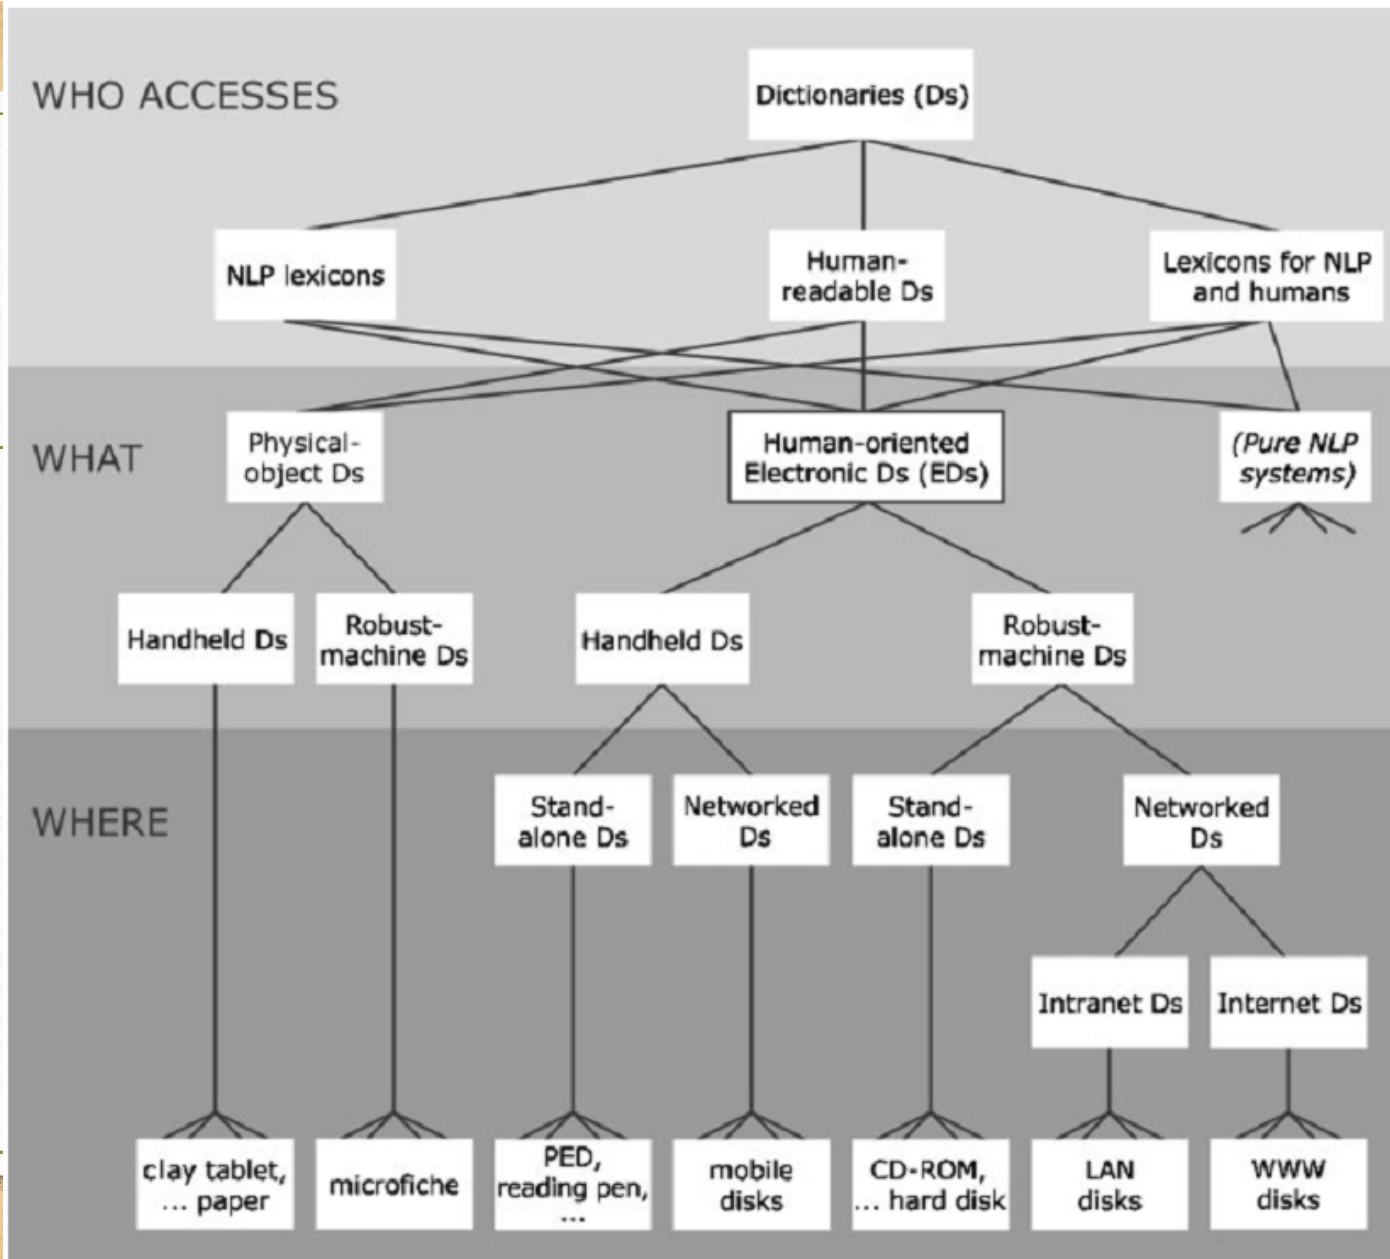 WHO ACCESSES
Dictionaries (Ds)
NLP lexicons
Human-
readable Ds
Lexicons for NLP
and humans
WHAT
Physical-
object Ds
Human-oriented
Electronic Ds (EDs)
(Pure NLP
systems)
Handheld Ds
Robust-
machine Ds
Handheld Ds
Robust-
machine Ds
WHERE
Stand-
alone Ds
Networked
Ds
Stand-
alone Ds
Networked
Ds
Intranet Ds
Internet Ds
clay tablet,
... paper
microfiche
PED,
reading pen,
...
mobile
disks
CD-ROM,
... hard disk
LAN
disks
WWW
disks